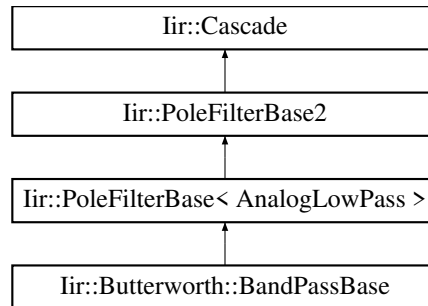 Iir::Cascade
Iir::PoleFilterBase2
Iir::PoleFilterBase< AnalogLowPass >
Iir::Butterworth::BandPassBase